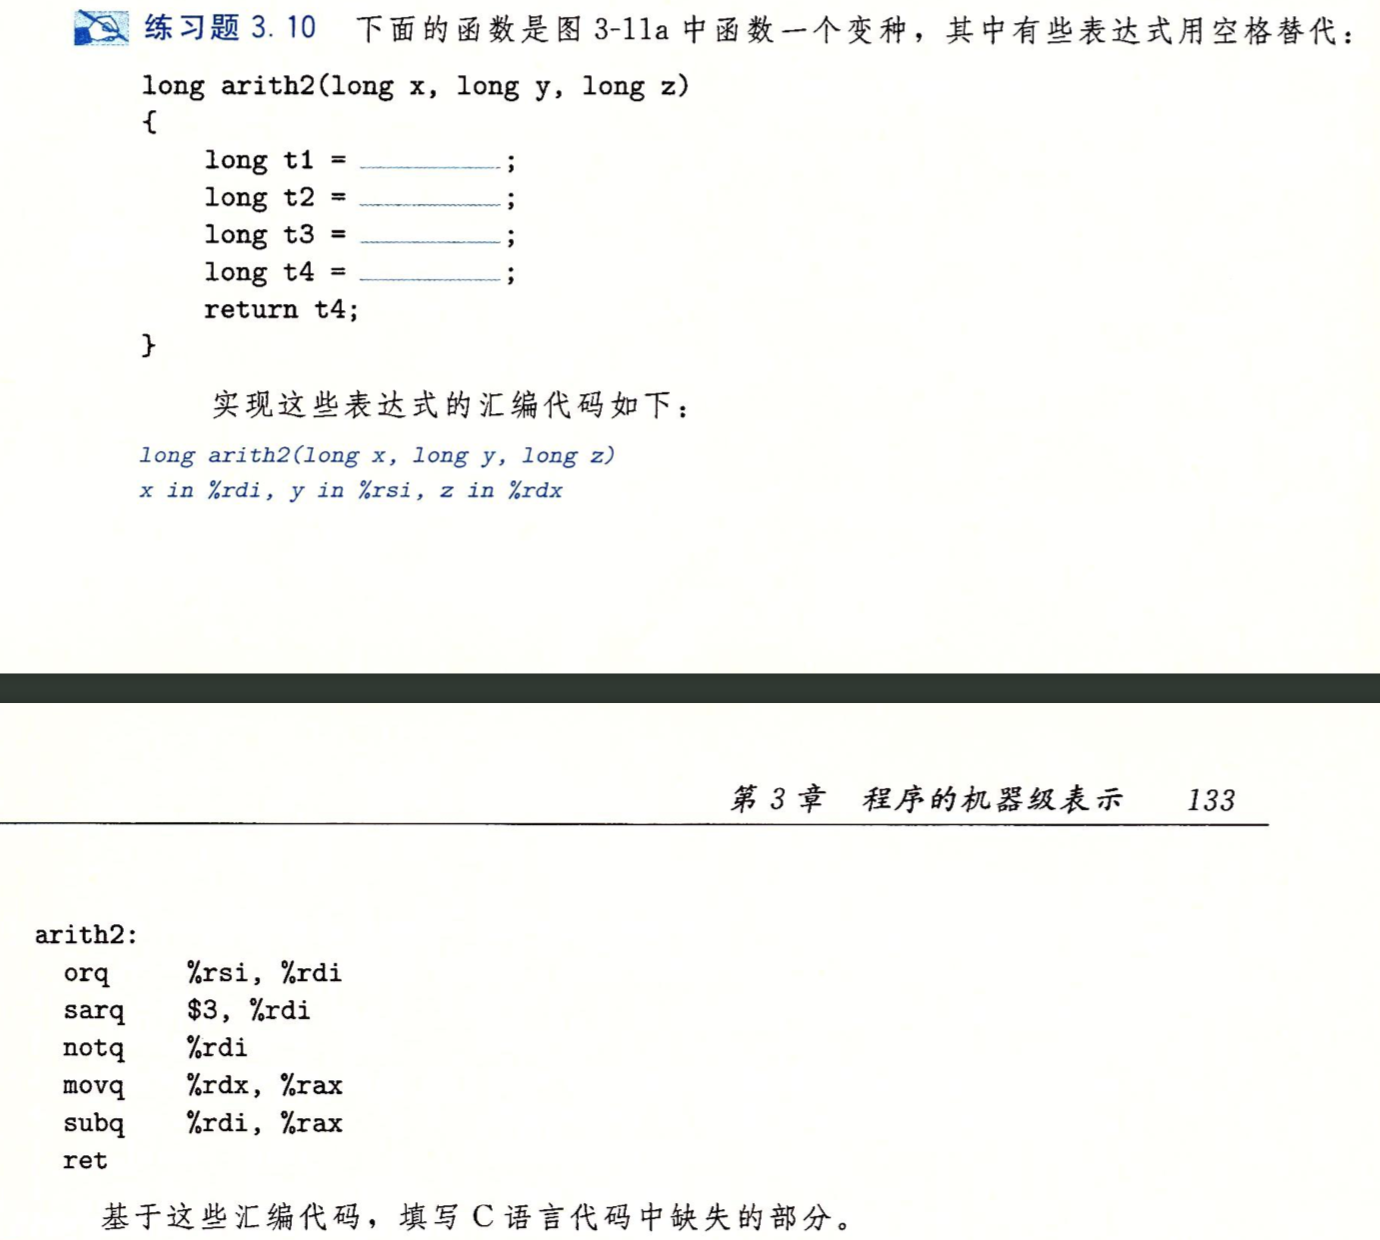 练习题 3.10 下面的函数是图 3-11a 中函数一个变种，其中有些表达式用空格替代：
long arith2(long x, long y, long z)
{
long t1 = ;
long t2 = ;
long t3 = ;
long t4 = ;
return t4;
}
实现这些表达式的汇编代码如下：
long arith2(long x, long y, long z)
x in %rdi, y in %rsi, z in %rdx
第 3 章 程序的机器级表示 133
arith2:
orq %rsi, %rdi
sarq $3, %rdi
notq %rdi
movq %rdx, %rax
subq %rdi, %rax
ret
基于这些汇编代码，填写 C 语言代码中缺失的部分。